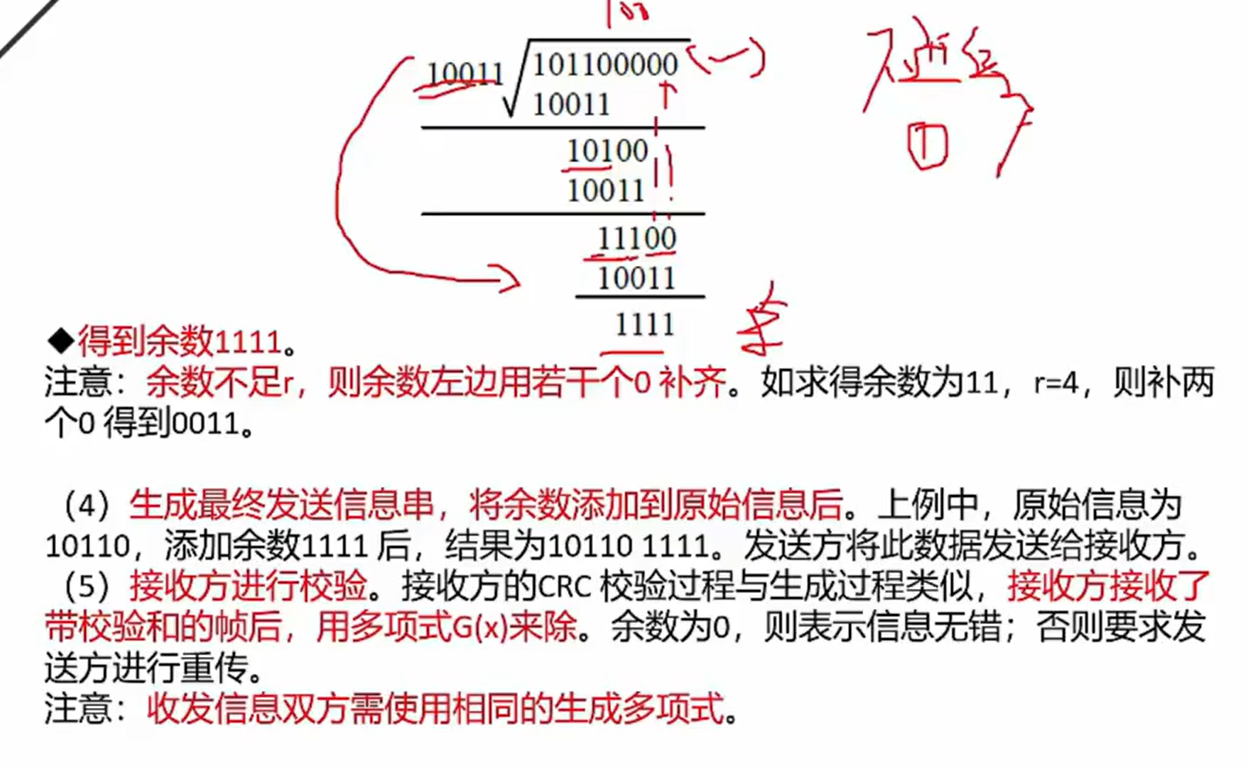 100
10011 101100000
10011
10100
10011
11100
10011
1111
◆得到余数1111。
注意：余数不足r，则余数左边用若干个0 补齐。如求得余数为11，r=4，则补两
个0 得到0011。
（4）生成最终发送信息串，将余数添加到原始信息后。上例中，原始信息为
10110，添加余数1111 后，结果为10110 1111。发送方将此数据发送给接收方。
（5）接收方进行校验。接收方的CRC 校验过程与生成过程类似，接收方接收了
带校验和的帧后，用多项式G(x)来除。余数为0，则表示信息无错；否则要求发
送方进行重传。
注意：收发信息双方需使用相同的生成多项式。